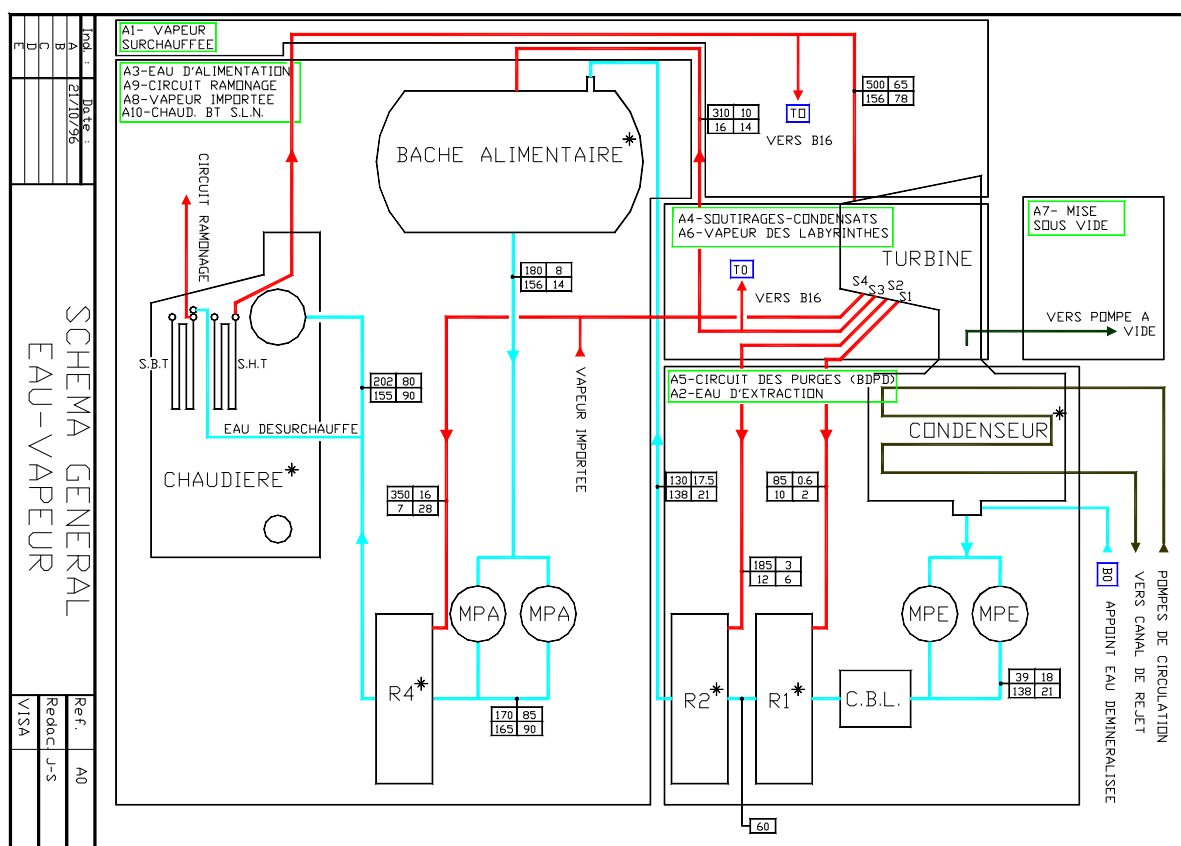 Ind. : Date :
A 21/10/96
B
C
D
E
SCHEMA GENERAL
EAU-VAPEUR
Ref. A0
Redac. J-S
VISA
A1- VAPEUR
SURCHAUFFEE
A3-EAU D'ALIMENTATION
A9-CIRCUIT RAMONAGE
A8-VAPEUR IMPORTEE
A10-CHAUD. BT S.L.N.
BACHE ALIMENTAIRE*
310 10
16 14
TO
VERS B16
500 65
156 78
CIRCUIT RAMONAGE
A4-SOUTIRAGES-CONDENSATS
A6-VAPEUR DES LABYRINTHES
A7- MISE
SOUS VIDE
TURBINE
180 8
156 14
TO
VERS B16
S4
S3
S2
S1
VERS POMPE A
VIDE
S.B.T
S.H.T
202 80
155 90
VAPEUR IMPORTEE
A5-CIRCUIT DES PURGES (BDPD)
A2-EAU D'EXTRACTION
EAU DESURCHAUFFE
CONDENSEUR*
CHAUDIERE*
350 16
7 28
130 17.5
138 21
85 0.6
10 2
185 3
12 6
B0
APPOINT EAU DEMINERALISEE
VERS CANAL DE REJET
POMPES DE CIRCULATION
MPA
MPA
MPE
MPE
R4*
R2*
R1*
C.B.L.
39 18
138 21
170 85
165 90
60